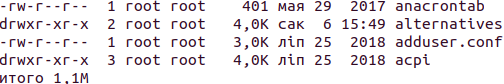 -rw-r--r-- 1 root root 401 мая 29 2017 anacrontab
drwxr-xr-x 2 root root 4,0K сак 6 15:49 alternatives
-rw-r--r-- 1 root root 3,0K ліп 25 2018 adduser.conf
drwxr-xr-x 3 root root 4,0K ліп 25 2018 acpi
итого 1,1M